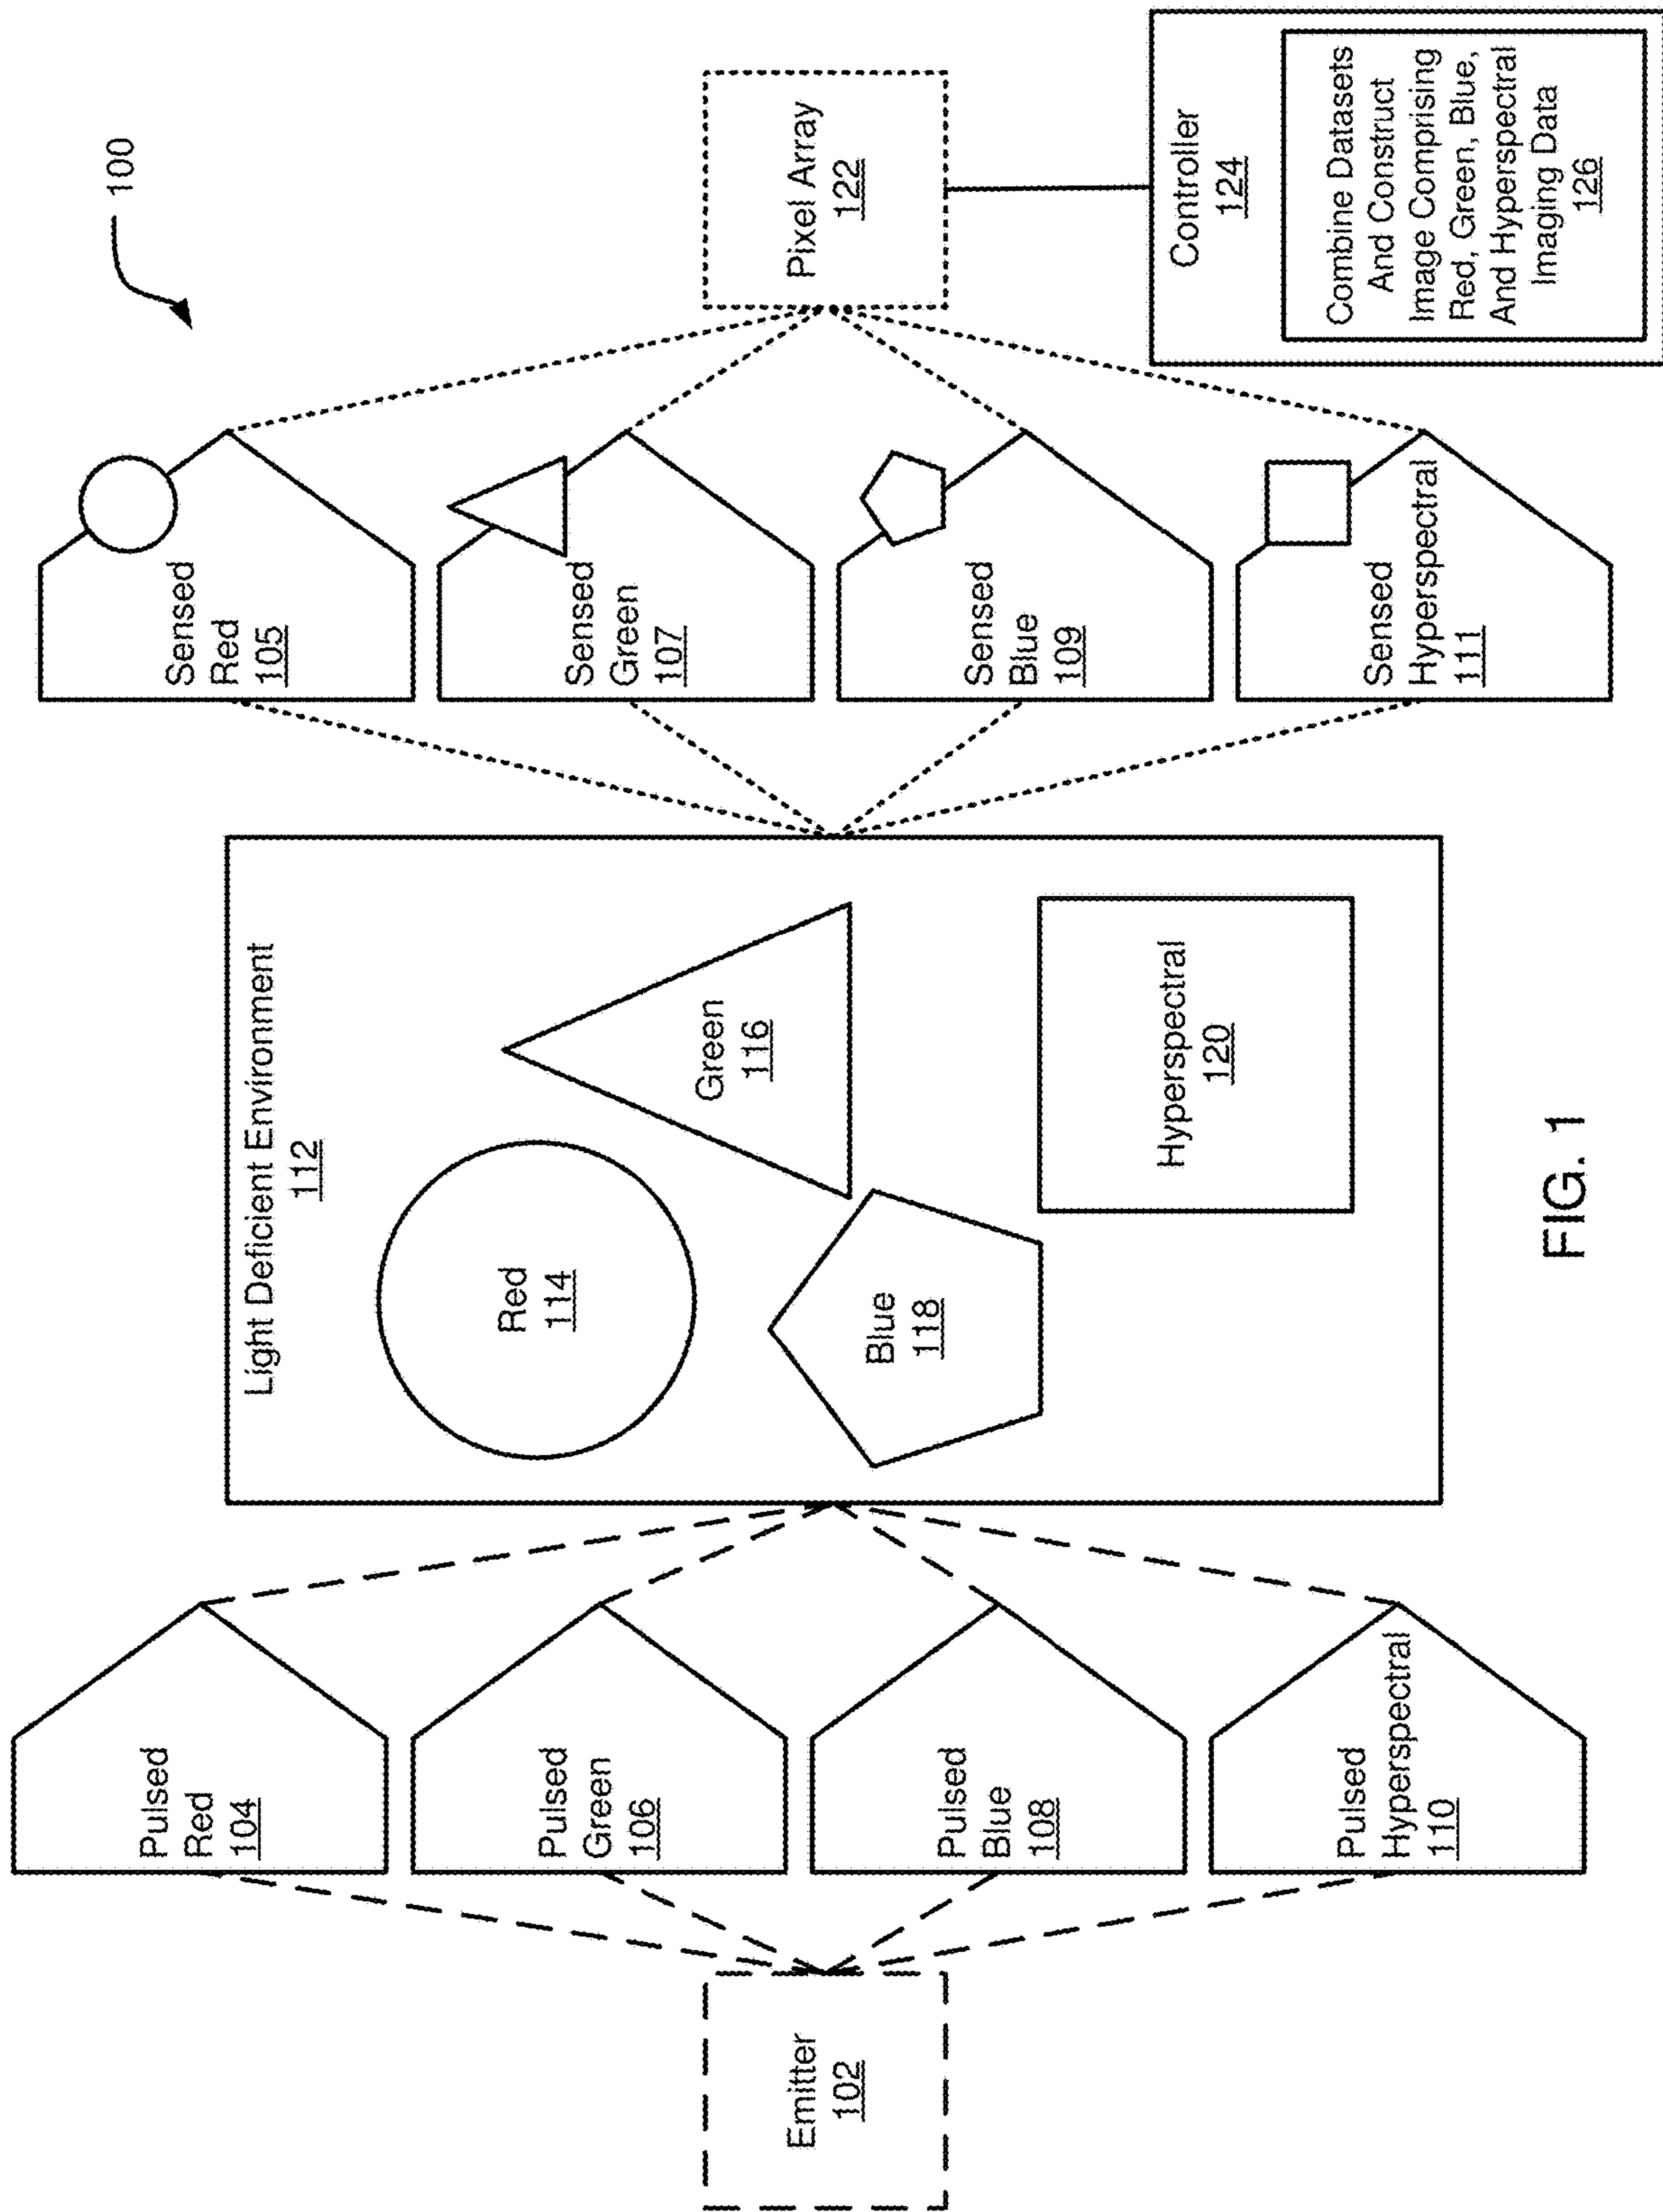 100
Emitter
102
Pulsed
Red
104
Pulsed
Green
106
Pulsed
Blue
108
Pulsed
Hyperspectral
110
Light Deficient Environment
112
Red
114
Green
116
Blue
118
Hyperspectral
120
Sensed
Red
105
Sensed
Green
107
Sensed
Blue
109
Sensed
Hyperspectral
111
Pixel Array
122
Controller
124
Combine Datasets
And Construct
Image Comprising
Red, Green, Blue,
And Hyperspectral
Imaging Data
126
FIG. 1